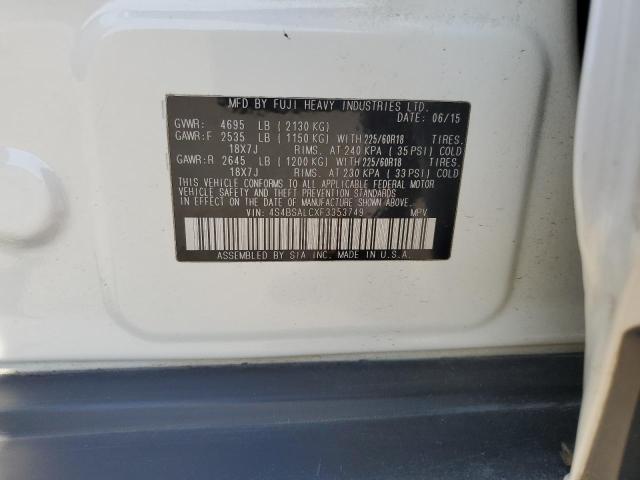 MFD BY FUJI HEAVY INDUSTRIES LTD.
DATE: 06/15
GVWR: 4695 LB (2130 KG)
GAWR:F 2535 LB (1150 KG) WITH 225/60R18 TIRES.
18X7J RIMS. AT 240 KPA (35 PSI) COLD
GAWR:R 2645 LB (1200 KG) WITH 225/60R18 TIRES.
18X7J RIMS. AT 230 KPA (33 PSI) COLD
THIS VEHICLE CONFORMS TO ALL APPLICABLE FEDERAL MOTOR
VEHICLE SAFETY AND THEFT PREVENTION STANDARDS
IN EFFECT ON THE DATE OF MANUFACTURE SHOWN ABOVE.
VIN: 4S4BSALCXF3353749 MPV
ASSEMBLED BY SIA INC. MADE IN U.S.A.